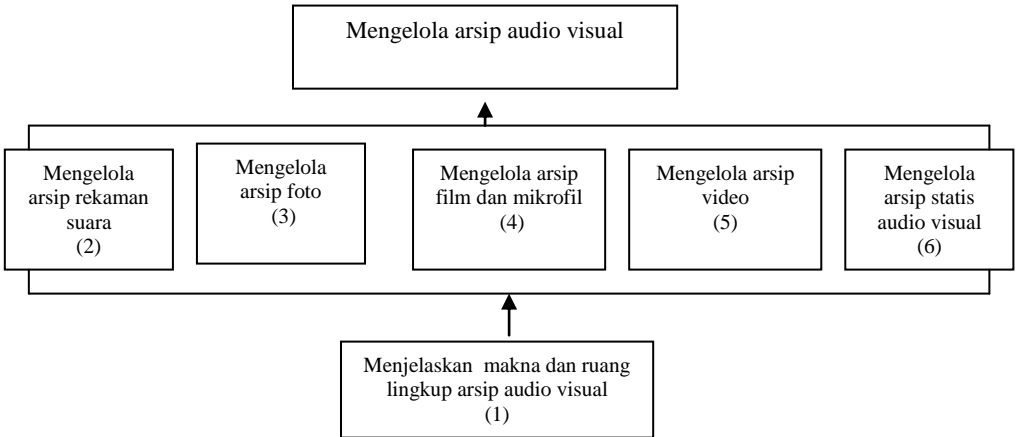 Mengelola arsip audio visual
Mengelola
arsip rekaman
suara
(2)
Mengelola
arsip foto
(3)
Mengelola arsip
film dan mikrofil
(4)
Mengelola arsip
video
(5)
Mengelola
arsip statis
audio visual
(6)
Menjelaskan makna dan ruang
lingkup arsip audio visual
(1)